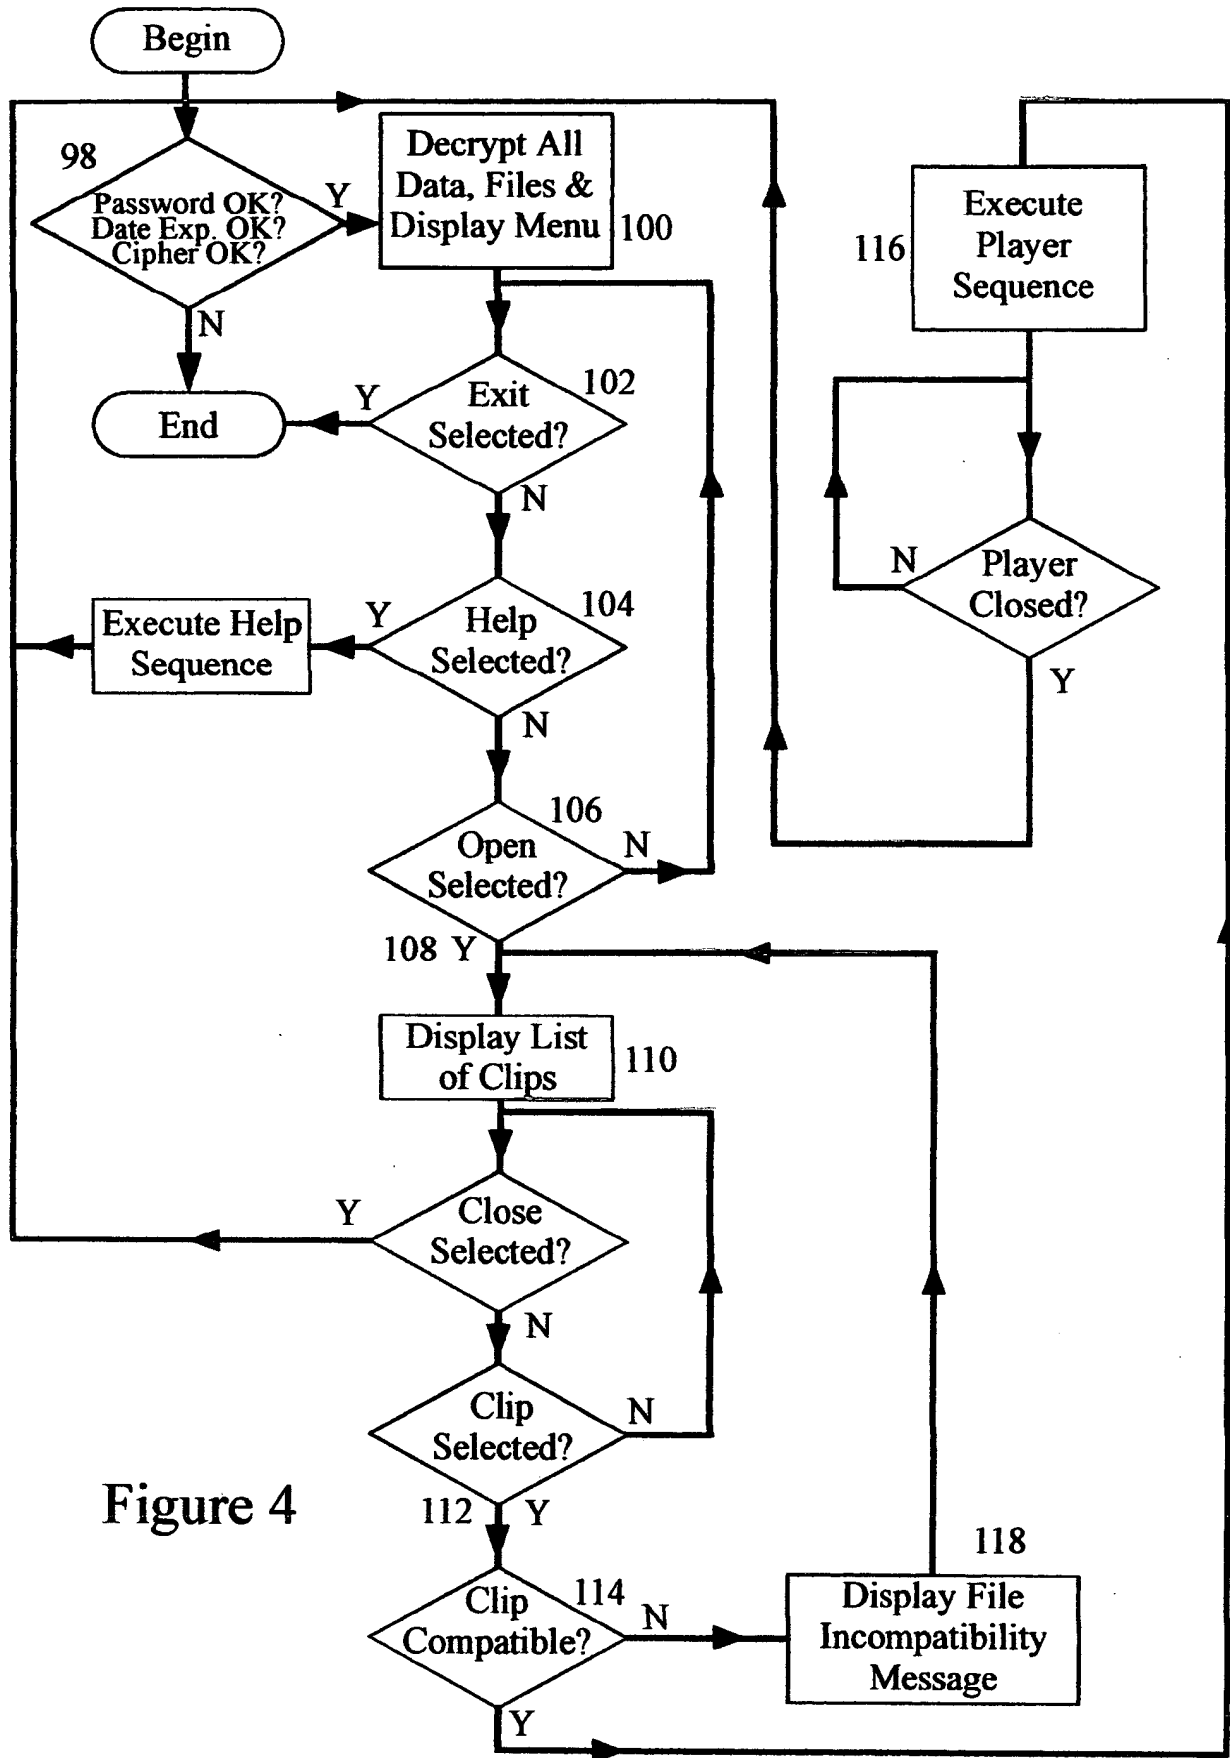 Begin
98
Password OK?
Date Exp. OK?
Cipher OK?
Y
N
End
Decrypt All
Data, Files &
Display Menu
100
Exit
Selected?
102
Y
N
Help
Selected?
104
Y
Execute Help
Sequence
N
Open
Selected?
106
N
108 Y
Display List
of Clips
110
Close
Selected?
Y
N
Clip
Selected?
N
112 Y
Clip
Compatible?
114
N
Y
118
Display File
Incompatibility
Message
116
Execute
Player
Sequence
Player
Closed?
N
Y
Figure 4